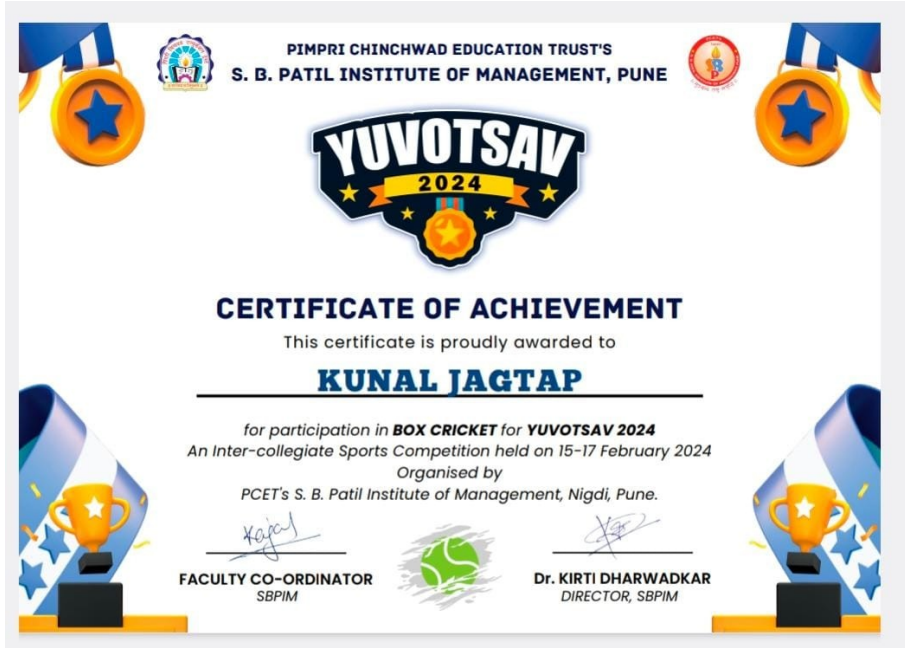 PIMPRI CHINCHWAD EDUCATION TRUST'S
S. B. PATIL INSTITUTE OF MANAGEMENT, PUNE
YUVOTSAV
2024
CERTIFICATE OF ACHIEVEMENT
This certificate is proudly awarded to
KUNAL JAGTAP
for participation in BOX CRICKET for YUVOTSAV 2024
An Inter-collegiate Sports Competition held on 15-17 February 2024
Organised by
PCET's S. B. Patil Institute of Management, Nigdi, Pune.
Kajal
FACULTY CO-ORDINATOR
SBPIM
Dr. KIRTI DHARWADKAR
DIRECTOR, SBPIM